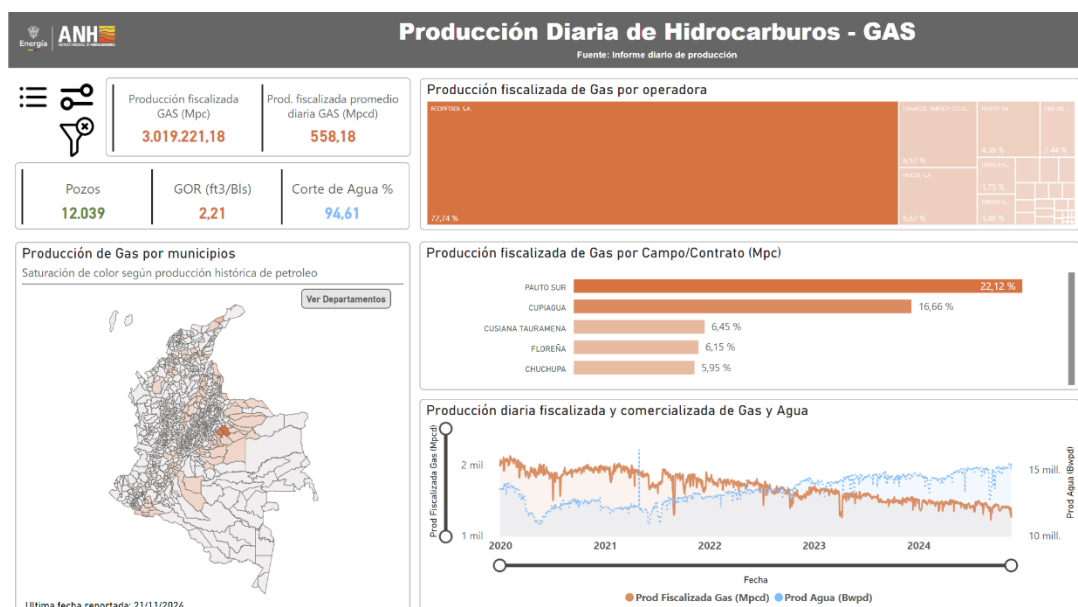 Energía
ANH
Producción Diaria de Hidrocarburos - GAS
Fuente: Informe diario de producción
Producción fiscalizada
GAS (Mpc)
3.019.221,18
Prod. fiscalizada promedio
diaria GAS (Mpcd)
558,18
Pozos
12.039
GOR (ft3/Bls)
2,21
Corte de Agua %
94,61
Producción fiscalizada de Gas por operadora
ECOPETROL S.A.
72,74 %
8,57 %
HOCOL S.A.
5,67 %
4,38 %
2,44 %
1,75 %
1,48 %
Producción de Gas por municipios
Saturación de color según producción histórica de petroleo
Ver Departamentos
Ultima fecha reportada: 21/11/2024
Producción fiscalizada de Gas por Campo/Contrato (Mpc)
PAUTO SUR
22,12 %
CUPIAGUA
16,66 %
CUSIANA TAURAMENA
6,45 %
FLOREÑA
6,15 %
CHUCHUPA
5,95 %
Producción diaria fiscalizada y comercializada de Gas y Agua
Prod Fiscalizada Gas (Mpcd)
2 mil
1 mil
15 mill.
10 mill.
Prod Agua (Bwpd)
2020
2021
2022
2023
2024
Fecha
Prod Fiscalizada Gas (Mpcd)
Prod Agua (Bwpd)